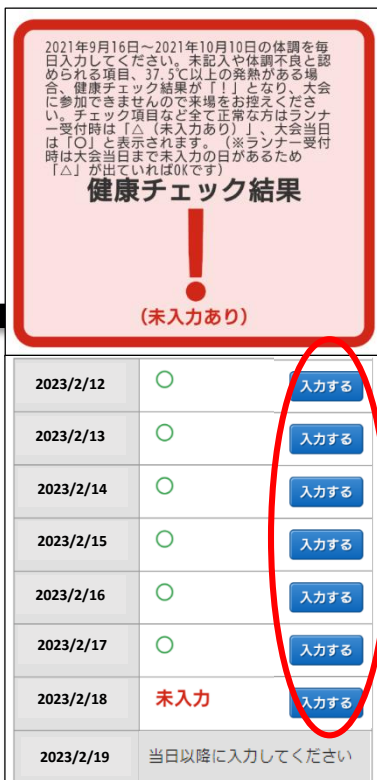 2021年9月16日～2021年10月10日の体調を毎
日入力してください。未記入や体調不良と認
められる項目、37.5℃以上の発熱がある場
合、健康チェック結果が「！」となり、大会
に参加できませんので来場をお控えくださ
い。チェック項目など全て正常な方はランナ
ー受付時は「△（未入力あり）」、大会当日
は「〇」と表示されます。（※ランナー受付
時は大会当日まで未入力の日があるため
「△」が出ていればOKです）
健康チェック結果
！
（未入力あり）
2023/2/12 〇 入力する
2023/2/13 〇 入力する
2023/2/14 〇 入力する
2023/2/15 〇 入力する
2023/2/16 〇 入力する
2023/2/17 〇 入力する
2023/2/18 未入力 入力する
2023/2/19 当日以降に入力してください